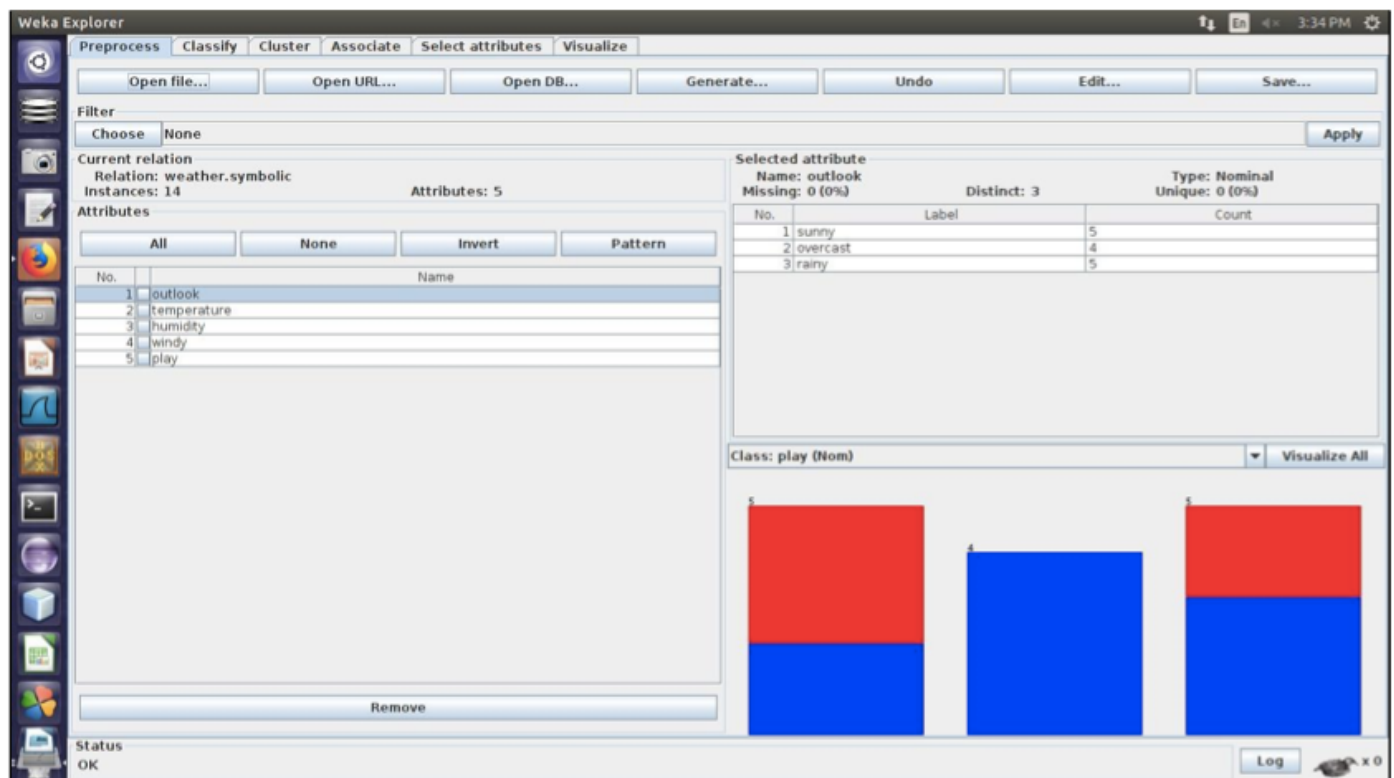 Weka Explorer
En
3:34 PM
Preprocess Classify Cluster Associate Select attributes Visualize
Open file... Open URL... Open DB... Generate... Undo Edit... Save...
Filter
Choose None Apply
Current relation
Relation: weather.symbolic
Instances: 14 Attributes: 5
Attributes
All None Invert Pattern
No. Name
1 outlook
2 temperature
3 humidity
4 windy
5 play
Remove
Selected attribute
Name: outlook Type: Nominal
Missing: 0 (0%) Distinct: 3 Unique: 0 (0%)
No. Label Count
1 sunny 5
2 overcast 4
3 rainy 5
Class: play (Nom) Visualize All
5 4 5
Status
OK
Log x 0